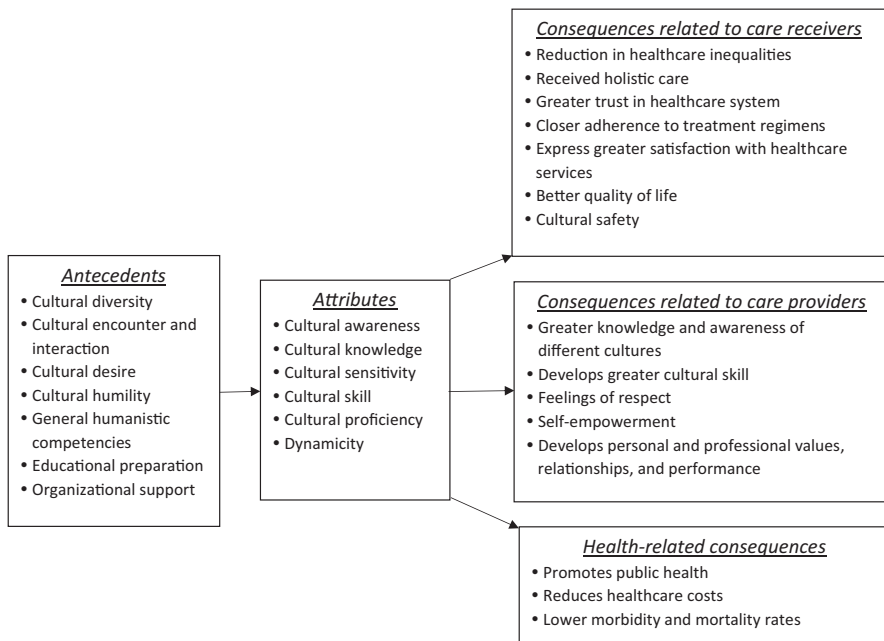 Antecedents
• Cultural diversity
• Cultural encounter and
interaction
• Cultural desire
• Cultural humility
• General humanistic
competencies
• Educational preparation
• Organizational support
Attributes
• Cultural awareness
• Cultural knowledge
• Cultural sensitivity
• Cultural skill
• Cultural proficiency
• Dynamicity
Consequences related to care receivers
• Reduction in healthcare inequalities
• Received holistic care
• Greater trust in healthcare system
• Closer adherence to treatment regimens
• Express greater satisfaction with healthcare
services
• Better quality of life
• Cultural safety
Consequences related to care providers
• Greater knowledge and awareness of
different cultures
• Develops greater cultural skill
• Feelings of respect
• Self-empowerment
• Develops personal and professional values,
relationships, and performance
Health-related consequences
• Promotes public health
• Reduces healthcare costs
• Lower morbidity and mortality rates